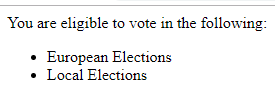 You are eligible to vote in the following:
European Elections
Local Elections